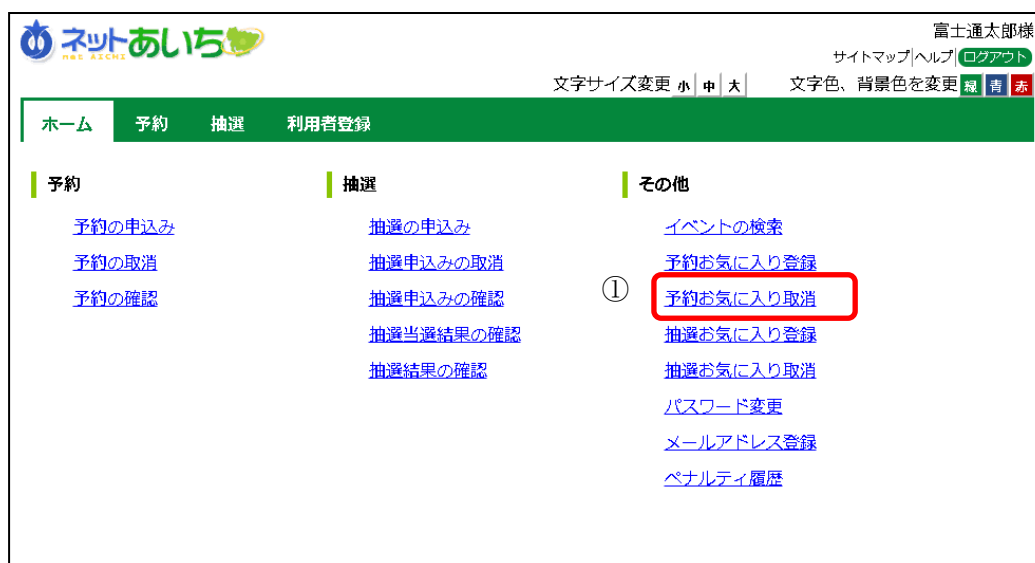 ネットあいち
net AICHI
富士通太郎様
サイトマップ|ヘルプ|ログアウト
文字サイズ変更 小 中 大 文字色、背景色を変更 緑 青 赤
ホーム 予約 抽選 利用者登録
予約
予約の申込み
予約の取消
予約の確認
抽選
抽選の申込み
抽選申込みの取消
抽選申込みの確認
抽選当選結果の確認
抽選結果の確認
その他
イベントの検索
予約お気に入り登録
① 予約お気に入り取消
抽選お気に入り登録
抽選お気に入り取消
パスワード変更
メールアドレス登録
ペナルティ履歴